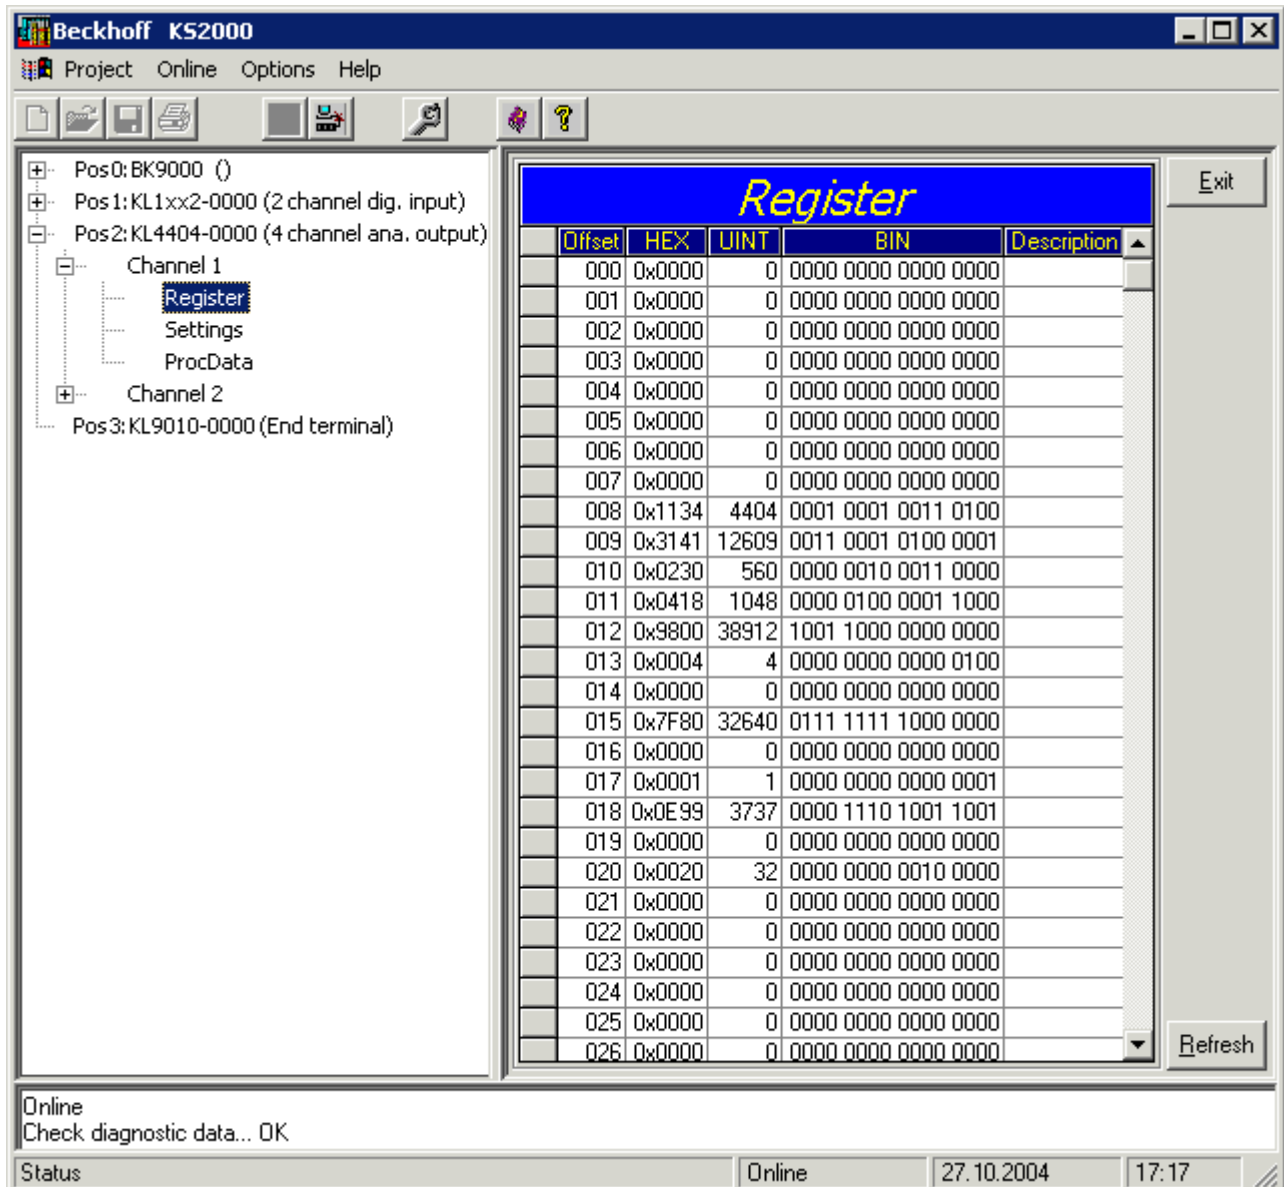 Beckhoff KS2000
Project Online Options Help
Pos0: BK9000 ()
Pos1: KL1xx2-0000 (2 channel dig. input)
Pos2: KL4404-0000 (4 channel ana. output)
Channel 1
Register
Settings
ProcData
Channel 2
Pos3: KL9010-0000 (End terminal)
Register
Offset HEX UINT BIN Description
000 0x0000 0 0000 0000 0000 0000
001 0x0000 0 0000 0000 0000 0000
002 0x0000 0 0000 0000 0000 0000
003 0x0000 0 0000 0000 0000 0000
004 0x0000 0 0000 0000 0000 0000
005 0x0000 0 0000 0000 0000 0000
006 0x0000 0 0000 0000 0000 0000
007 0x0000 0 0000 0000 0000 0000
008 0x1134 4404 0001 0001 0011 0100
009 0x3141 12609 0011 0001 0100 0001
010 0x0230 560 0000 0010 0011 0000
011 0x0418 1048 0000 0100 0001 1000
012 0x9800 38912 1001 1000 0000 0000
013 0x0004 4 0000 0000 0000 0100
014 0x0000 0 0000 0000 0000 0000
015 0x7F80 32640 0111 1111 1000 0000
016 0x0000 0 0000 0000 0000 0000
017 0x0001 1 0000 0000 0000 0001
018 0x0E99 3737 0000 1110 1001 1001
019 0x0000 0 0000 0000 0000 0000
020 0x0020 32 0000 0000 0010 0000
021 0x0000 0 0000 0000 0000 0000
022 0x0000 0 0000 0000 0000 0000
023 0x0000 0 0000 0000 0000 0000
024 0x0000 0 0000 0000 0000 0000
025 0x0000 0 0000 0000 0000 0000
026 0x0000 0 0000 0000 0000 0000
Exit
Refresh
Online
Check diagnostic data... OK
Status Online 27.10.2004 17:17